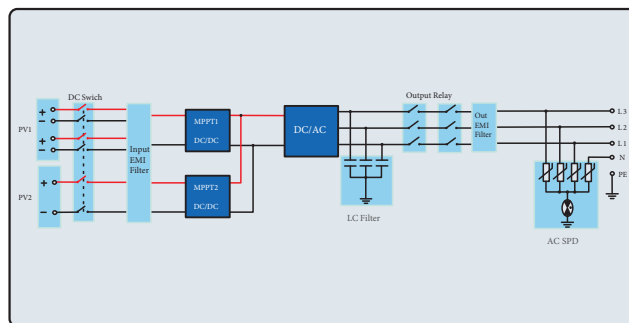 DC Swich
+
−
PV1
+
−
+
PV2
−
Input
EMI
Filter
MPPT1
DC/DC
MPPT2
DC/DC
DC/AC
LC Filter
Output Relay
Out
EMI
Filter
L3
L2
L1
N
PE
AC SPD